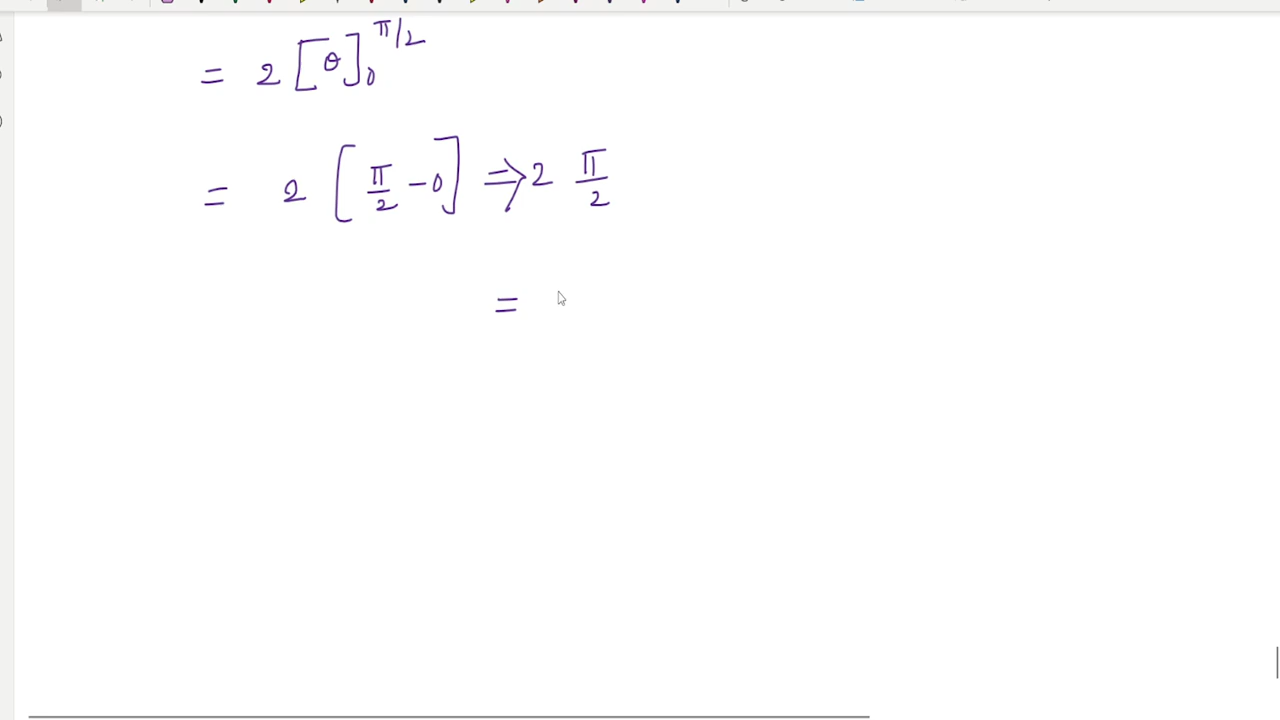 = 2 [θ]₀^π/2
= 2 [π/2 - 0] ⇒ 2 π/2
=